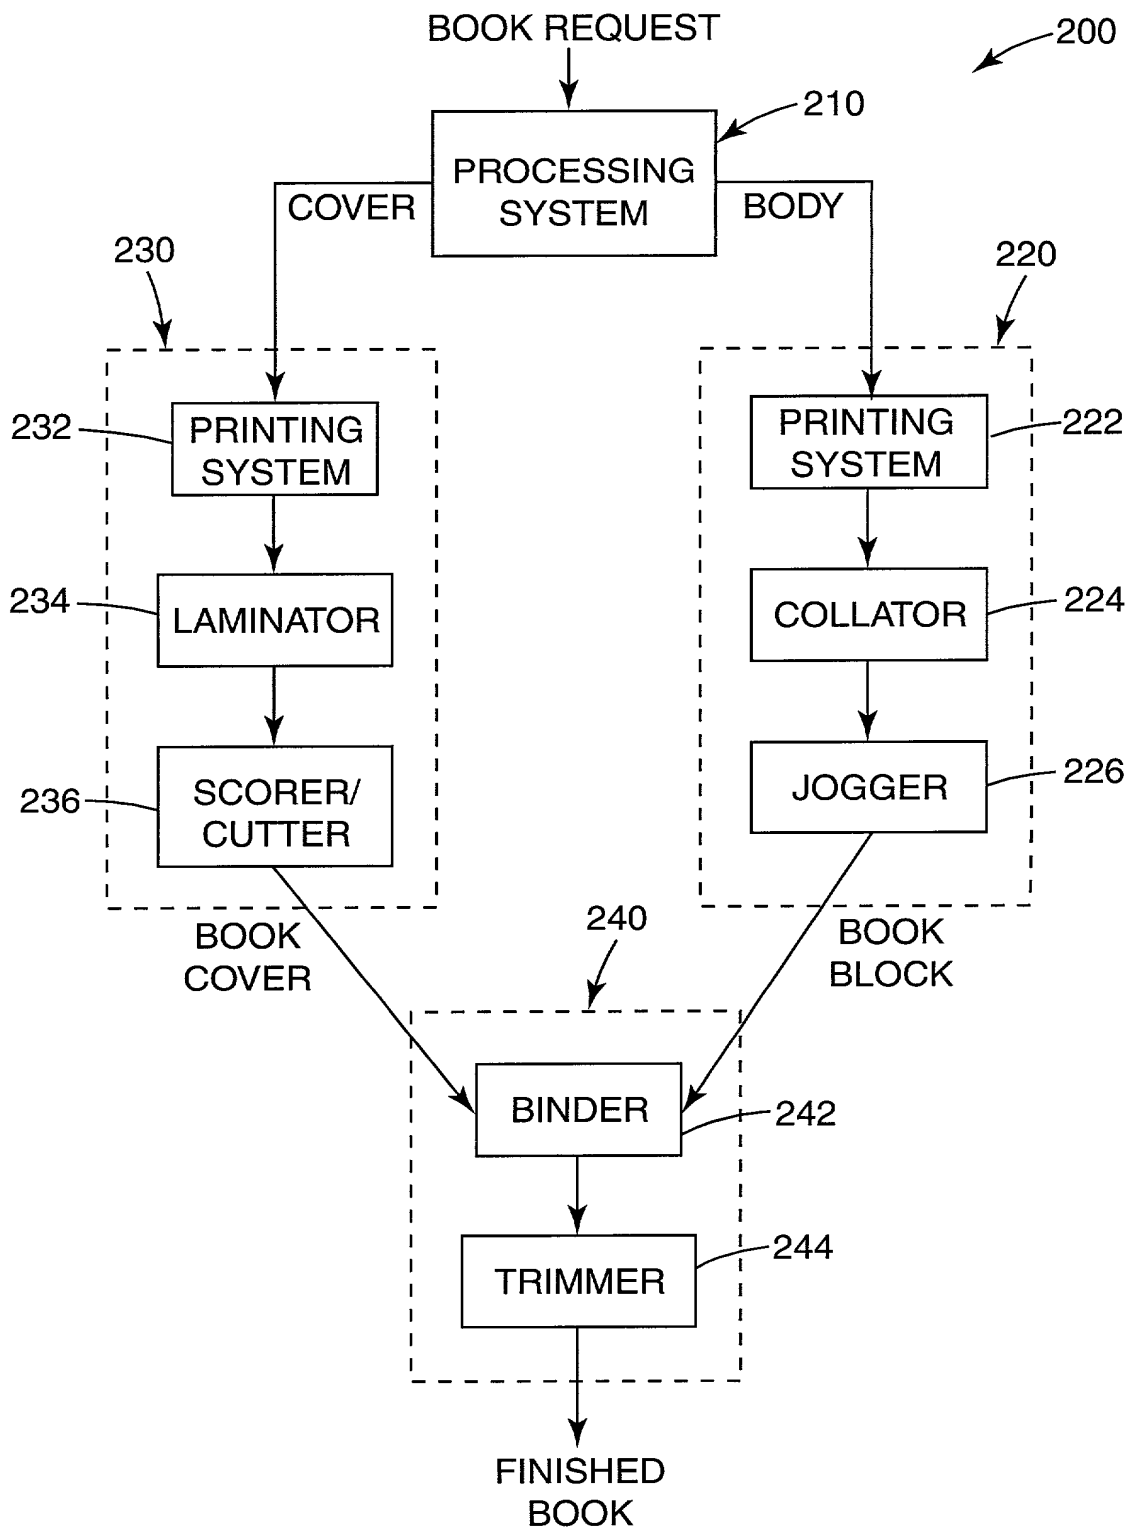 BOOK REQUEST
200
210
PROCESSING
SYSTEM
COVER
BODY
230
220
232
PRINTING
SYSTEM
PRINTING
SYSTEM
222
234
LAMINATOR
COLLATOR
224
236
SCORER/
CUTTER
JOGGER
226
BOOK
COVER
240
BOOK
BLOCK
BINDER
242
TRIMMER
244
FINISHED
BOOK